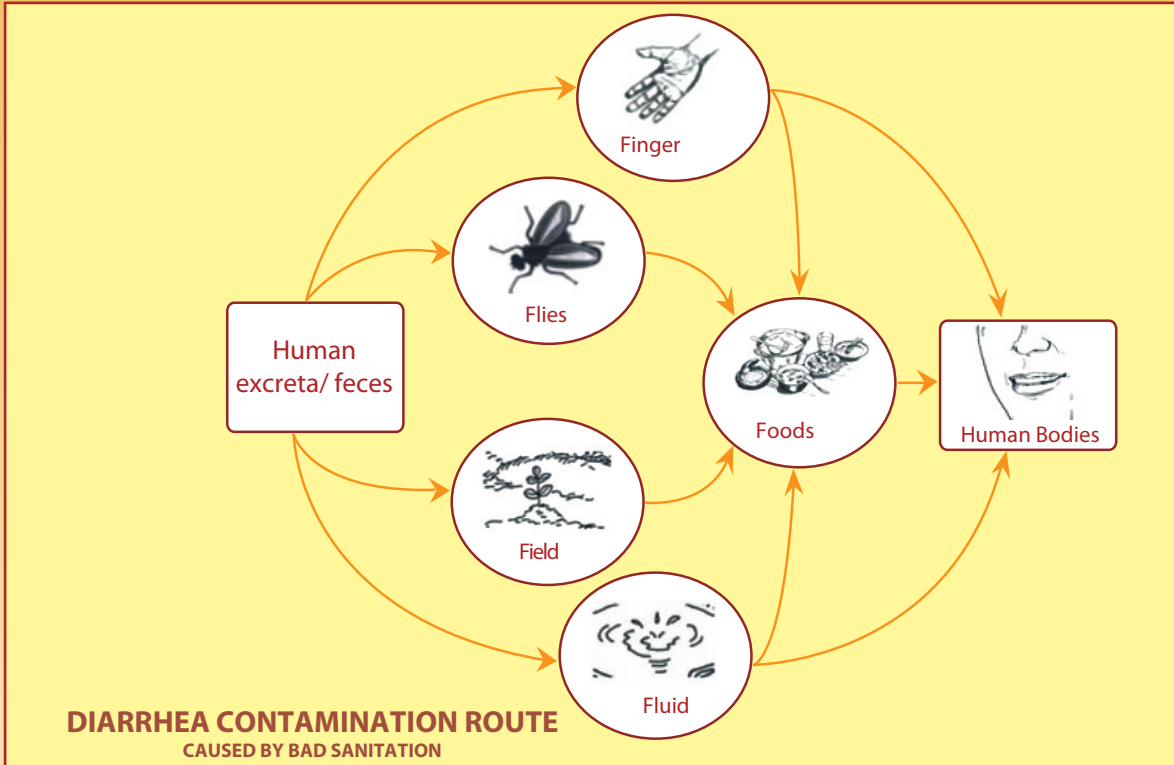 Finger
Flies
Human
excreta/ feces
Foods
Human Bodies
Field
Fluid
DIARRHEA CONTAMINATION ROUTE
CAUSED BY BAD SANITATION